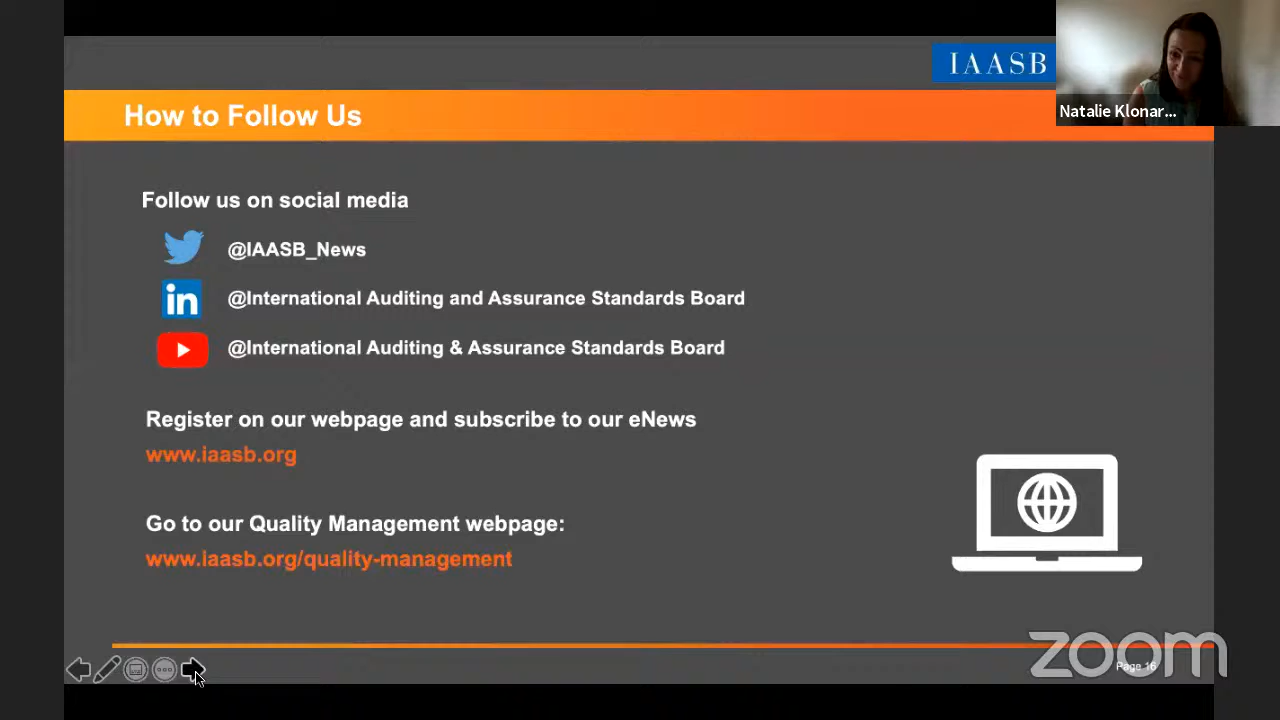 IAASB
How to Follow Us
Natalie Klonar...
Follow us on social media
@IAASB_News
in
@International Auditing and Assurance Standards Board
@International Auditing & Assurance Standards Board
Register on our webpage and subscribe to our eNews
www.iaasb.org
Go to our Quality Management webpage:
www.iaasb.org/quality-management
zoom
Page 16